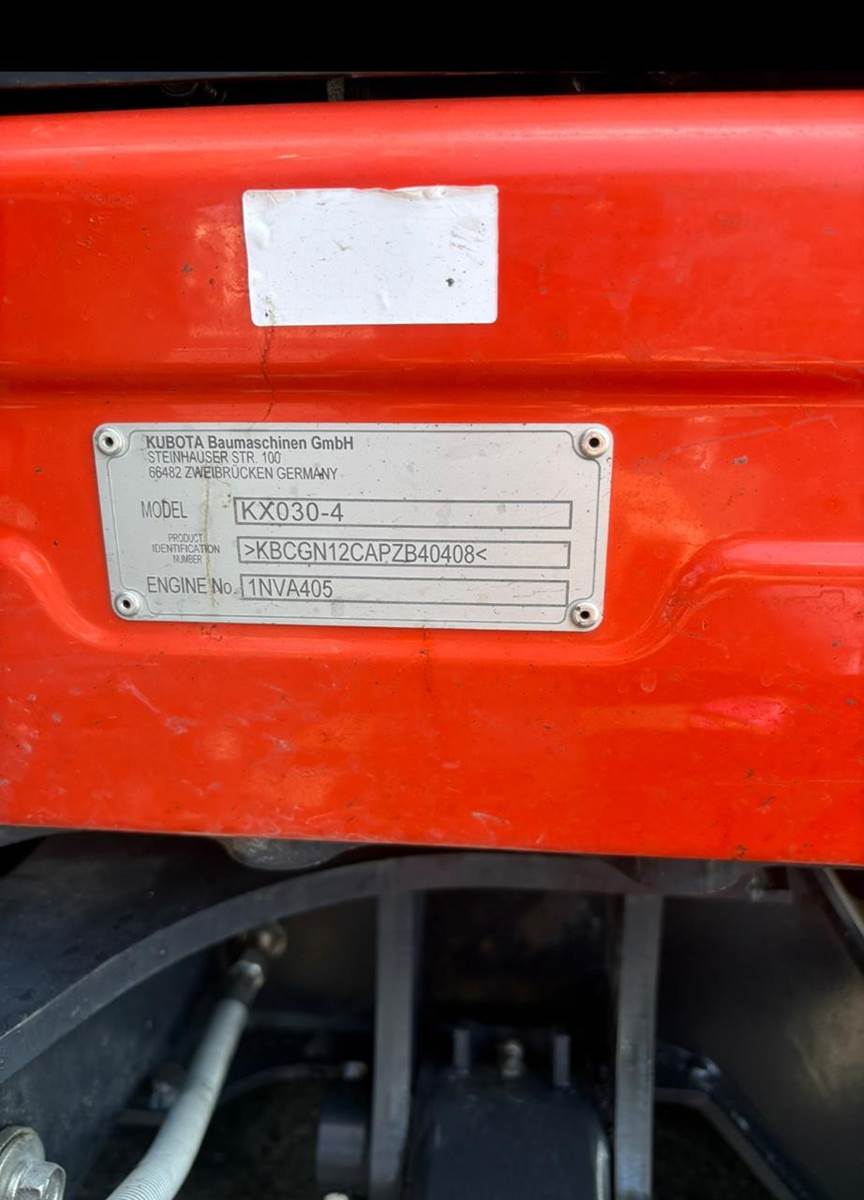 KUBOTA Baumaschinen GmbH
STEINHAUSER STR. 100
66482 ZWEIBRÜCKEN GERMANY
MODEL KX030-4
PRODUCT IDENTIFICATION NUMBER >KBCGN12CAPZB40408<
ENGINE No. 1NVA405